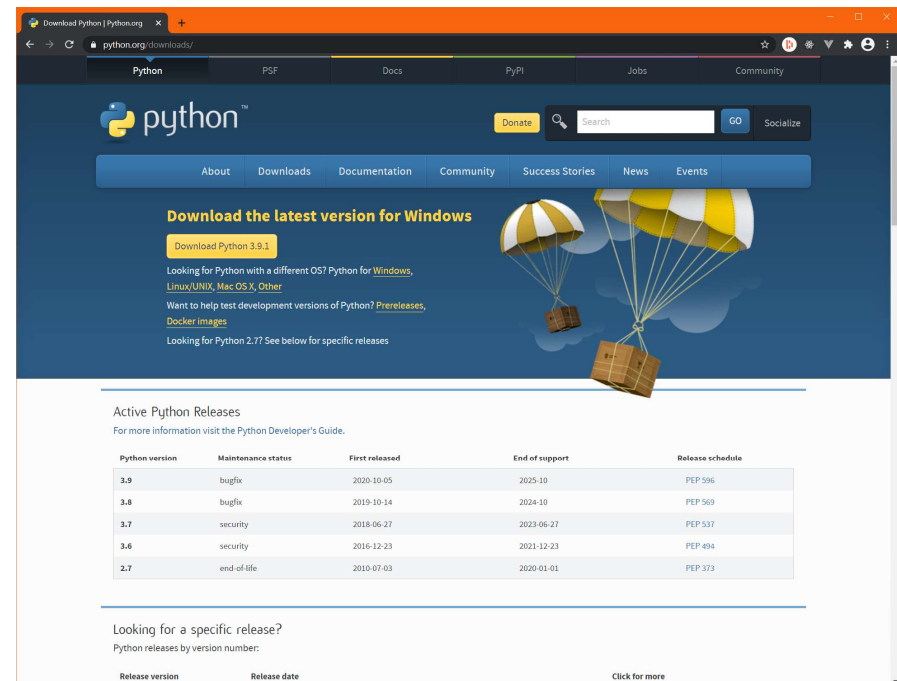 Download Python | Python.org
python.org/downloads/
Python PSF Docs PyPI Jobs Community
python™
Donate Search GO Socialize
About Downloads Documentation Community Success Stories News Events
Download the latest version for Windows
Download Python 3.9.1
Looking for Python with a different OS? Python for Windows,
Linux/UNIX, Mac OS X, Other
Want to help test development versions of Python? Prereleases,
Docker images
Looking for Python 2.7? See below for specific releases
Active Python Releases
For more information visit the Python Developer's Guide.
Python version Maintenance status First released End of support Release schedule
3.9 bugfix 2020-10-05 2025-10 PEP 596
3.8 bugfix 2019-10-14 2024-10 PEP 569
3.7 security 2018-06-27 2023-06-27 PEP 537
3.6 security 2016-12-23 2021-12-23 PEP 494
2.7 end-of-life 2010-07-03 2020-01-01 PEP 373
Looking for a specific release?
Python releases by version number:
Release version Release date Click for more